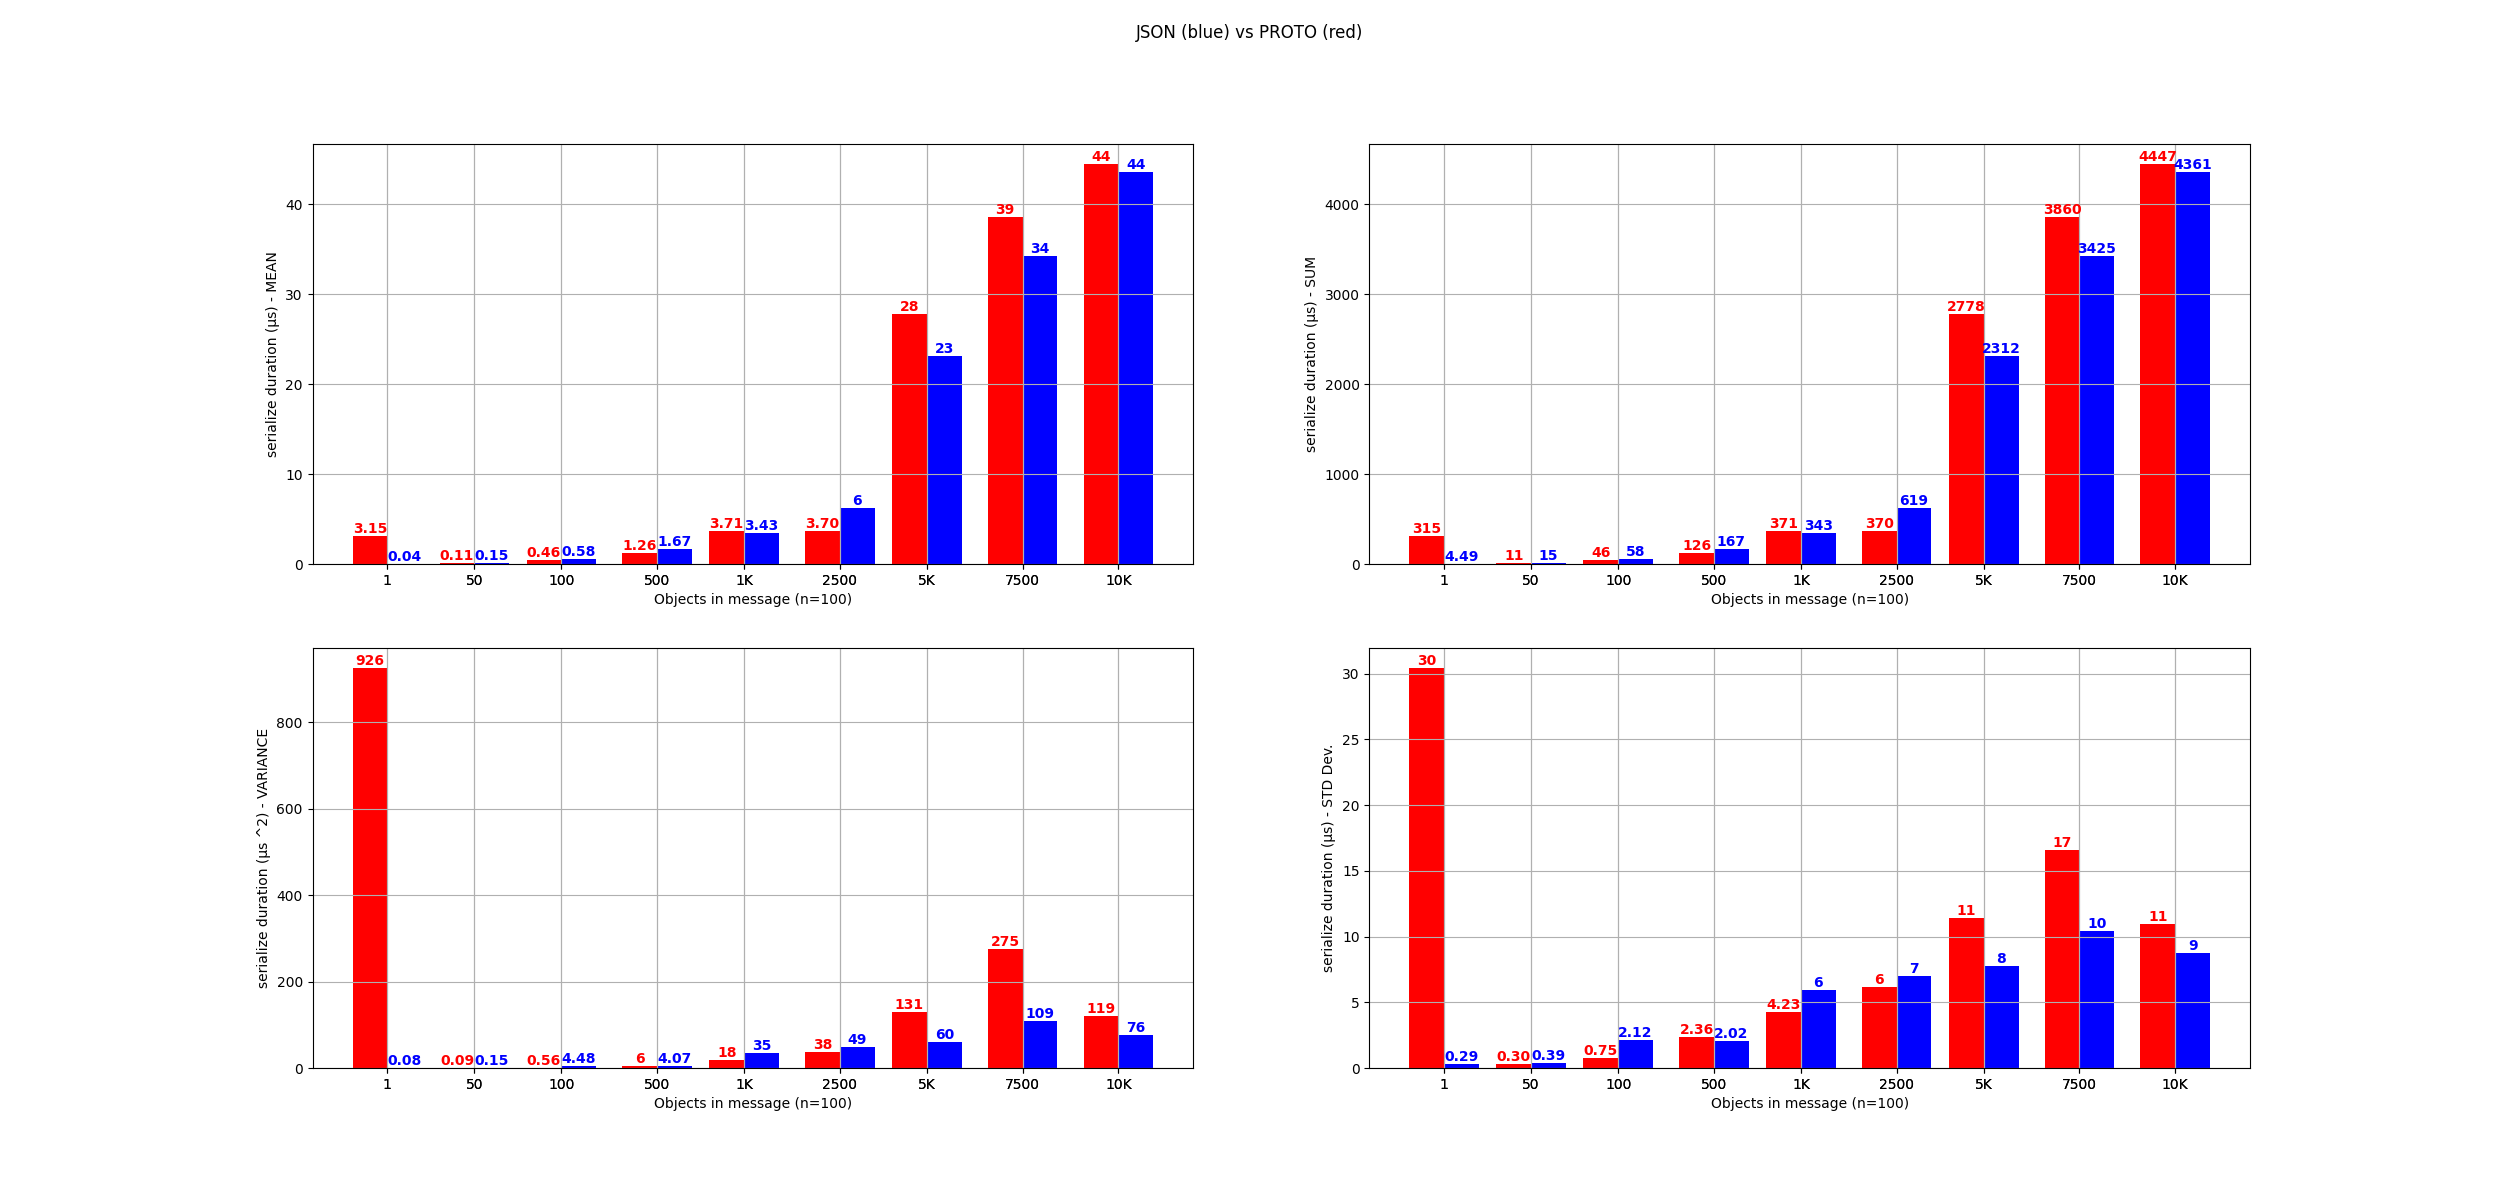 JSON (blue) vs PROTO (red)
serialize duration (µs) - MEAN
40
30
20
10
0
3.15 0.04 0.11 0.15 0.46 0.58 1.26 1.67 3.71 3.43 3.70 6 28 23 39 34 44 44
1 50 100 500 1K 2500 5K 7500 10K
Objects in message (n=100)
serialize duration (µs) - SUM
4000
3000
2000
1000
0
315 4.49 11 15 46 58 126 167 371 343 370 619 2778 2312 3860 3425 4447 4361
1 50 100 500 1K 2500 5K 7500 10K
Objects in message (n=100)
serialize duration (µs ^2) - VARIANCE
800
600
400
200
0
926 0.08 0.09 0.15 0.56 4.48 6 4.07 18 35 38 49 131 60 275 109 119 76
1 50 100 500 1K 2500 5K 7500 10K
Objects in message (n=100)
serialize duration (µs) - STD Dev.
30
25
20
15
10
5
0
30 0.29 0.30 0.39 0.75 2.12 2.36 2.02 4.23 6 6 7 11 8 17 10 11 9
1 50 100 500 1K 2500 5K 7500 10K
Objects in message (n=100)